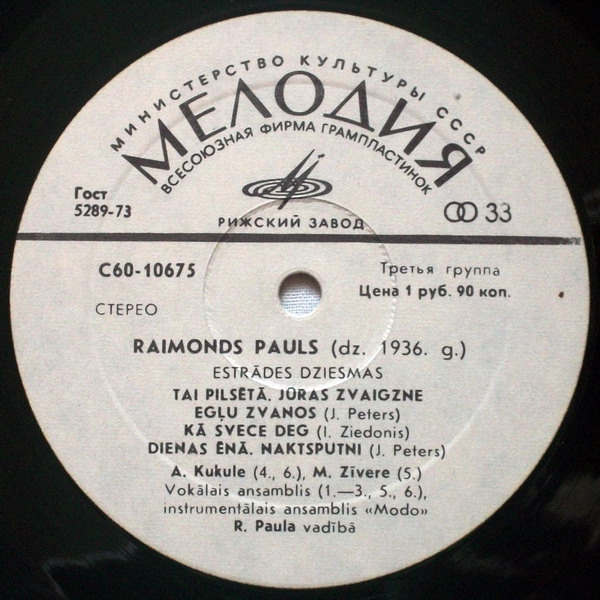 МИНИСТЕРСТВО КУЛЬТУРЫ СССР
МЕЛОДИЯ
ВСЕСОЮЗНАЯ ФИРМА ГРАМПЛАСТИНОК
Гост
5289-73
33
РИЖСКИЙ ЗАВОД
С60-10675
Третья группа
Цена 1 руб. 90 коп.
СТЕРЕО
RAIMONDS PAULS (dz. 1936. g.)
ESTRĀDES DZIESMAS
TAI PILSĒTĀ. JŪRAS ZVAIGZNE
EGĻU ZVANOS (J. Peters)
KĀ SVECE DEG (I. Ziedonis)
DIENAS ĒNĀ. NAKTSPUTNI (J. Peters)
A. Kukule (4., 6.), M. Zīvere (5.)
Vokālais ansamblis (1.—3., 5., 6.),
instrumentālais ansamblis «Modo»
R. Paula vadībā